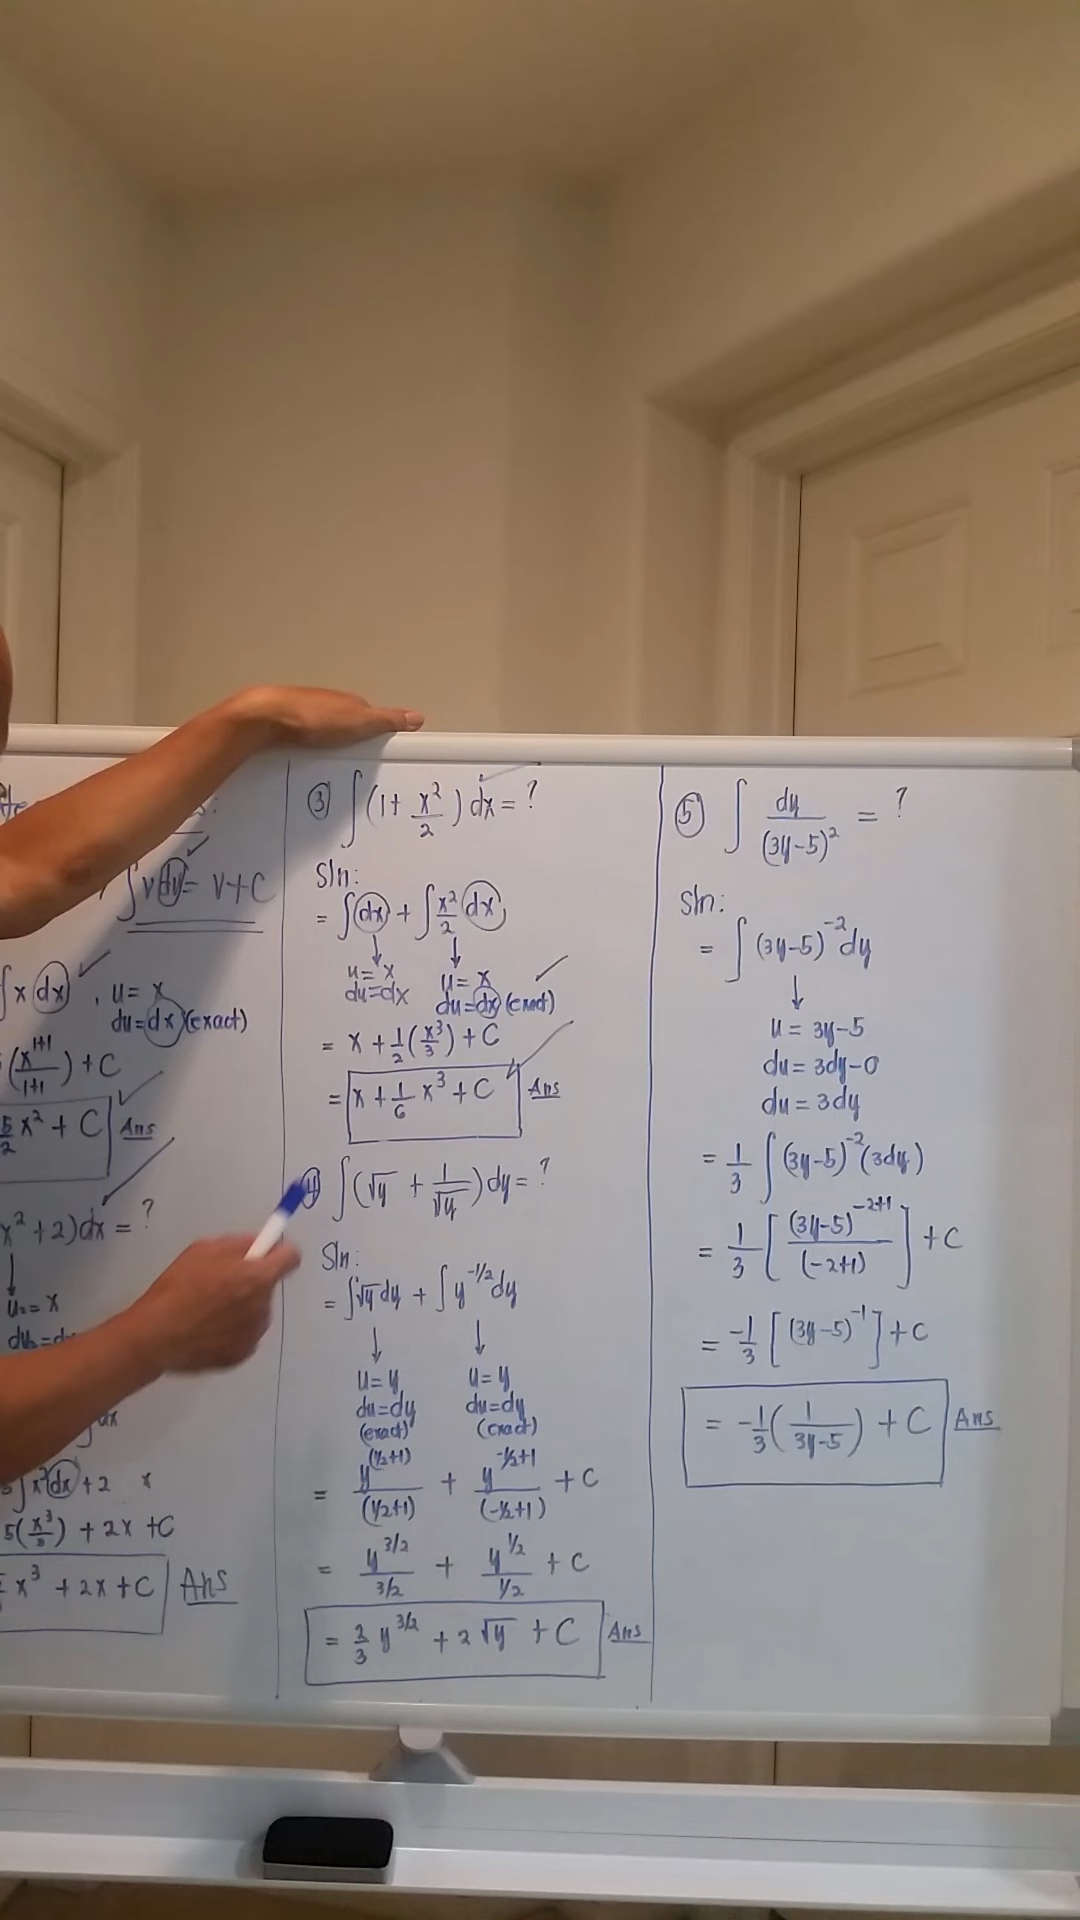 ∫v dv = v + C
∫x dx , u = x
du = dx (exact)
(x^(1+1)/(1+1)) + C
5/2 x² + C Ans
x² + 2) dx = ?
u₂ = x
∫x² dx + 2 x
5(x³/3) + 2x + C
x³ + 2x + C Ans
③ ∫(1 + x²/2) dx = ?
Sln:
= ∫dx + ∫x²/2 dx
u = x u = x
du = dx du = dx (exact)
= x + 1/2 (x³/3) + C
= x + 1/6 x³ + C Ans
④ ∫(√y + 1/√y) dy = ?
Sln:
= ∫√y dy + ∫y^(-1/2) dy
u = y u = y
du = dy du = dy
(exact) (exact)
= y^(1/2+1)/(1/2+1) + y^(-1/2+1)/(-1/2+1) + C
= y^(3/2)/(3/2) + y^(1/2)/(1/2) + C
= 2/3 y^(3/2) + 2√y + C Ans
⑤ ∫ dy/(3y-5)² = ?
Sln:
= ∫(3y-5)^(-2) dy
u = 3y-5
du = 3dy-0
du = 3dy
= 1/3 ∫(3y-5)^(-2) (3dy)
= 1/3 [(3y-5)^(-2+1)/(-2+1)] + C
= -1/3 [(3y-5)^(-1)] + C
= -1/3 (1/(3y-5)) + C Ans